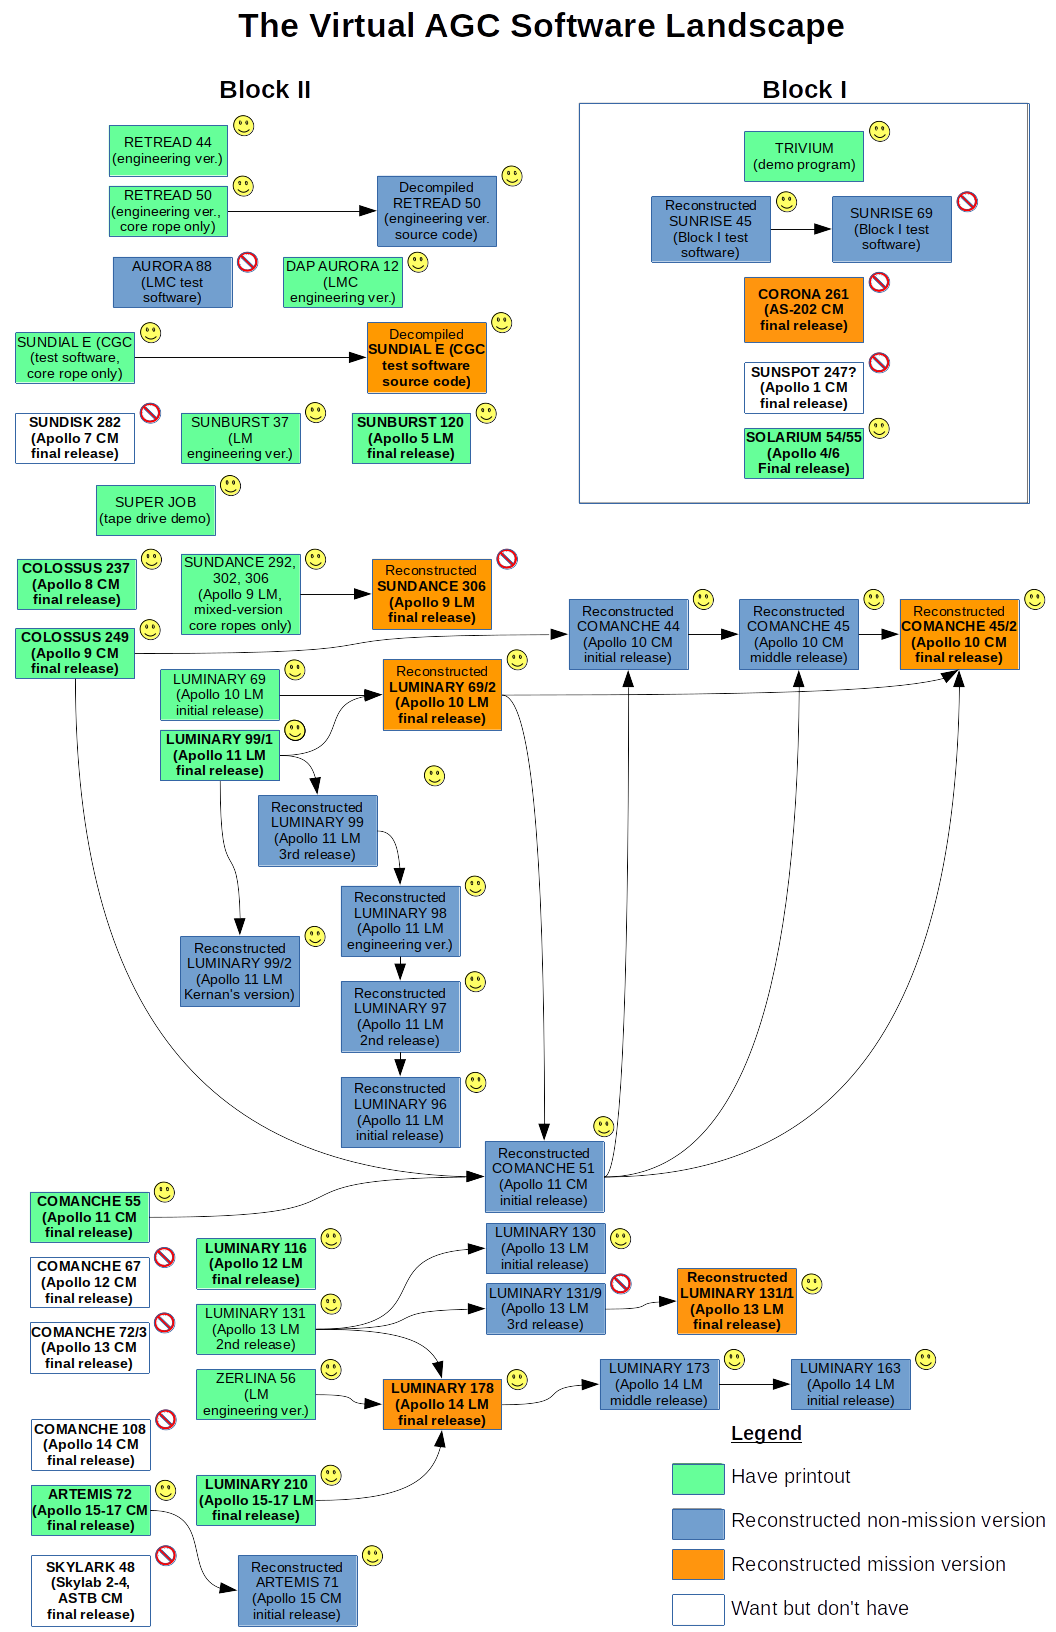 The Virtual AGC Software Landscape
Block II
RETREAD 44
(engineering ver.)
RETREAD 50
(engineering ver.,
core rope only)
Decompiled
RETREAD 50
(engineering ver.
source code)
AURORA 88
(LMC test
software)
DAP AURORA 12
(LMC
engineering ver.)
SUNDIAL E (CGC
(test software,
core rope only)
Decompiled
SUNDIAL E (CGC
test software
source code)
SUNDISK 282
(Apollo 7 CM
final release)
SUNBURST 37
(LM
engineering ver.)
SUNBURST 120
(Apollo 5 LM
final release)
SUPER JOB
(tape drive demo)
Block I
TRIVIUM
(demo program)
Reconstructed
SUNRISE 45
(Block I test
software)
SUNRISE 69
(Block I test
software)
CORONA 261
(AS-202 CM
final release)
SUNSPOT 247?
(Apollo 1 CM
final release)
SOLARIUM 54/55
(Apollo 4/6
Final release)
COLOSSUS 237
(Apollo 8 CM
final release)
SUNDANCE 292,
302, 306
(Apollo 9 LM,
mixed-version
core ropes only)
Reconstructed
SUNDANCE 306
(Apollo 9 LM
final release)
COLOSSUS 249
(Apollo 9 CM
final release)
Reconstructed
COMANCHE 44
(Apollo 10 CM
initial release)
Reconstructed
COMANCHE 45
(Apollo 10 CM
middle release)
Reconstructed
COMANCHE 45/2
(Apollo 10 CM
final release)
LUMINARY 69
(Apollo 10 LM
initial release)
Reconstructed
LUMINARY 69/2
(Apollo 10 LM
final release)
LUMINARY 99/1
(Apollo 11 LM
final release)
Reconstructed
LUMINARY 99
(Apollo 11 LM
3rd release)
Reconstructed
LUMINARY 98
(Apollo 11 LM
engineering ver.)
Reconstructed
LUMINARY 99/2
(Apollo 11 LM
Kernan's version)
Reconstructed
LUMINARY 97
(Apollo 11 LM
2nd release)
Reconstructed
LUMINARY 96
(Apollo 11 LM
initial release)
Reconstructed
COMANCHE 51
(Apollo 11 CM
initial release)
COMANCHE 55
(Apollo 11 CM
final release)
COMANCHE 67
(Apollo 12 CM
final release)
LUMINARY 116
(Apollo 12 LM
final release)
LUMINARY 130
(Apollo 13 LM
initial release)
COMANCHE 72/3
(Apollo 13 CM
final release)
LUMINARY 131
(Apollo 13 LM
2nd release)
LUMINARY 131/9
(Apollo 13 LM
3rd release)
Reconstructed
LUMINARY 131/1
(Apollo 13 LM
final release)
ZERLINA 56
(LM
engineering ver.)
LUMINARY 178
(Apollo 14 LM
final release)
LUMINARY 173
(Apollo 14 LM
middle release)
LUMINARY 163
(Apollo 14 LM
initial release)
COMANCHE 108
(Apollo 14 CM
final release)
ARTEMIS 72
(Apollo 15-17 CM
final release)
LUMINARY 210
(Apollo 15-17 LM
final release)
SKYLARK 48
(Skylab 2-4,
ASTB CM
final release)
Reconstructed
ARTEMIS 71
(Apollo 15 CM
initial release)
Legend
Have printout
Reconstructed non-mission version
Reconstructed mission version
Want but don't have